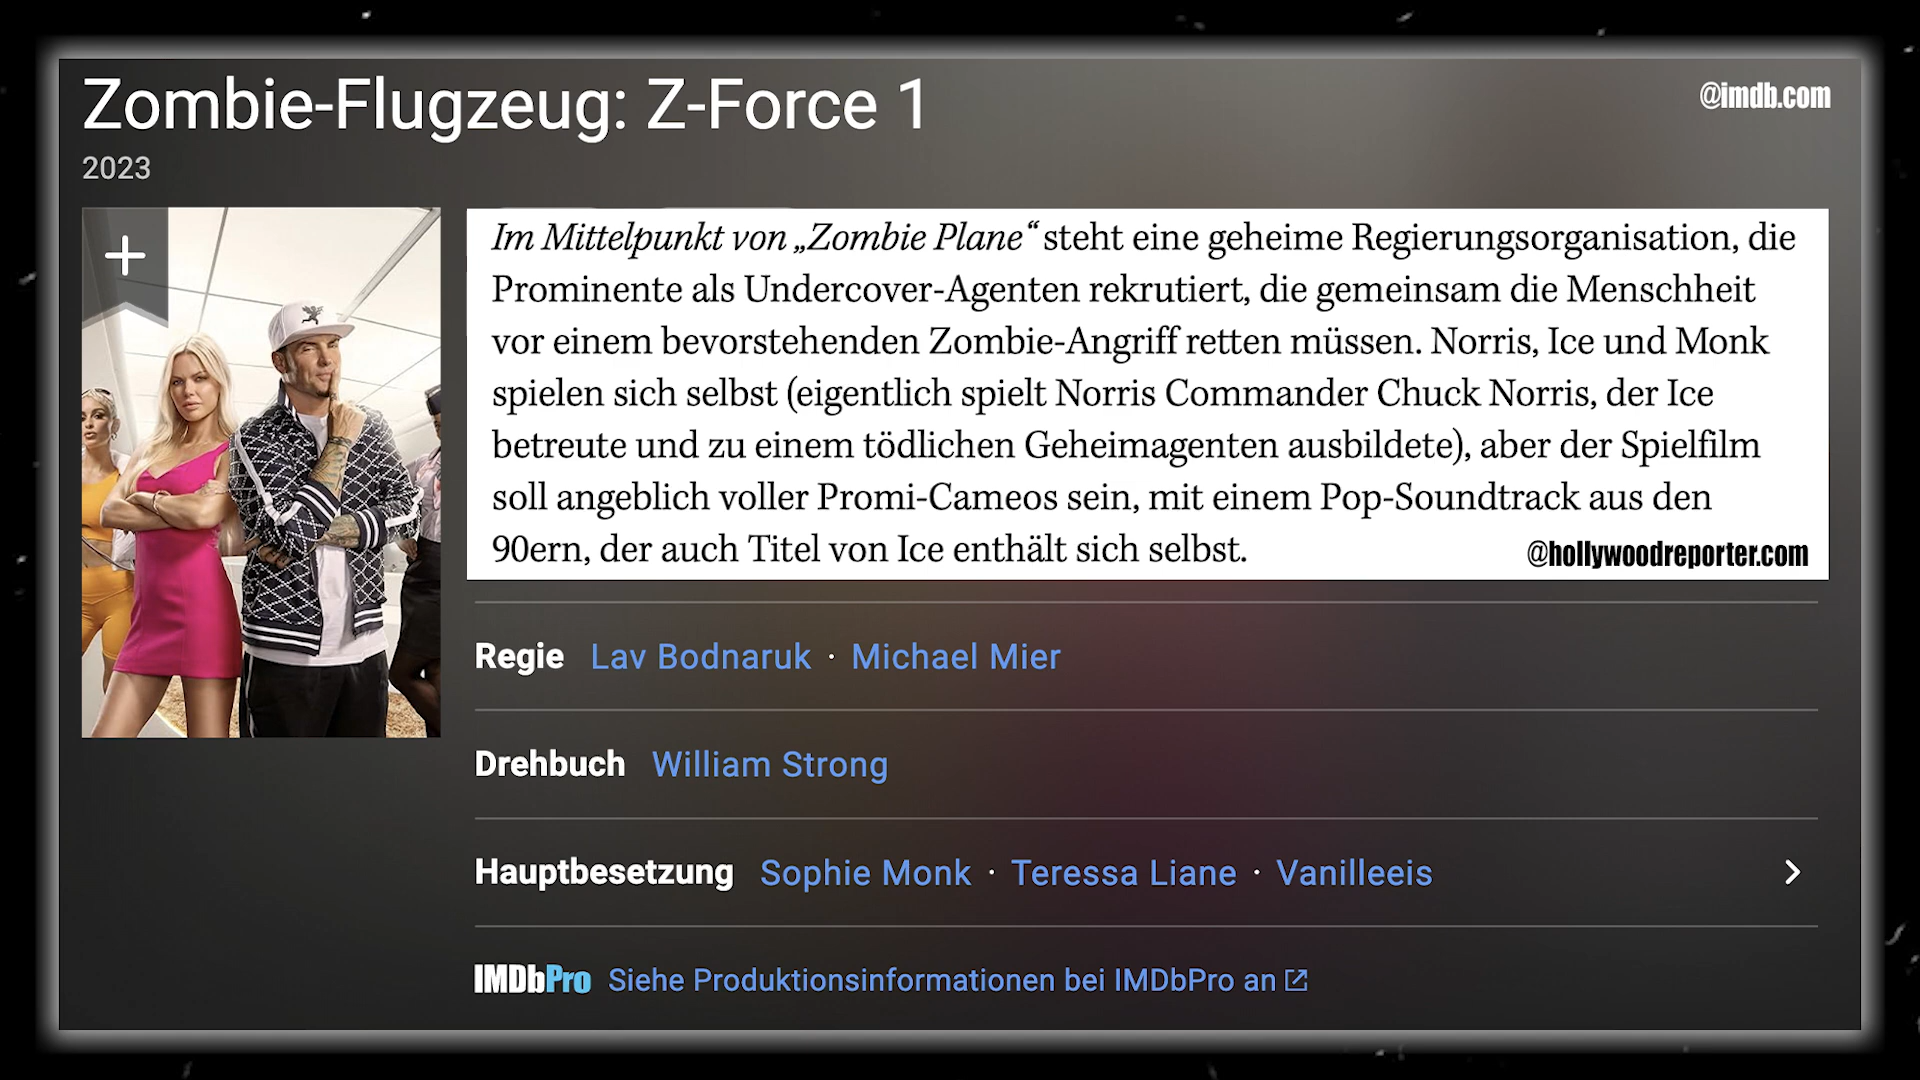 Zombie-Flugzeug: Z-Force 1
@imdb.com
2023
Im Mittelpunkt von „Zombie Plane“ steht eine geheime Regierungsorganisation, die
Prominente als Undercover-Agenten rekrutiert, die gemeinsam die Menschheit
vor einem bevorstehenden Zombie-Angriff retten müssen. Norris, Ice und Monk
spielen sich selbst (eigentlich spielt Norris Commander Chuck Norris, der Ice
betreute und zu einem tödlichen Geheimagenten ausbildete), aber der Spielfilm
soll angeblich voller Promi-Cameos sein, mit einem Pop-Soundtrack aus den
90ern, der auch Titel von Ice enthält sich selbst.
@hollywoodreporter.com
Regie Lav Bodnaruk · Michael Mier
Drehbuch William Strong
Hauptbesetzung Sophie Monk · Teressa Liane · Vanilleeis
IMDbPro Siehe Produktionsinformationen bei IMDbPro an